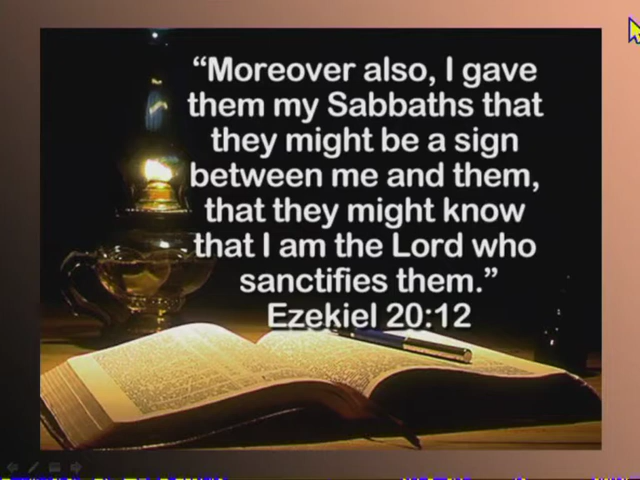 “Moreover also, I gave
them my Sabbaths that
they might be a sign
between me and them,
that they might know
that I am the Lord who
sanctifies them.”
Ezekiel 20:12